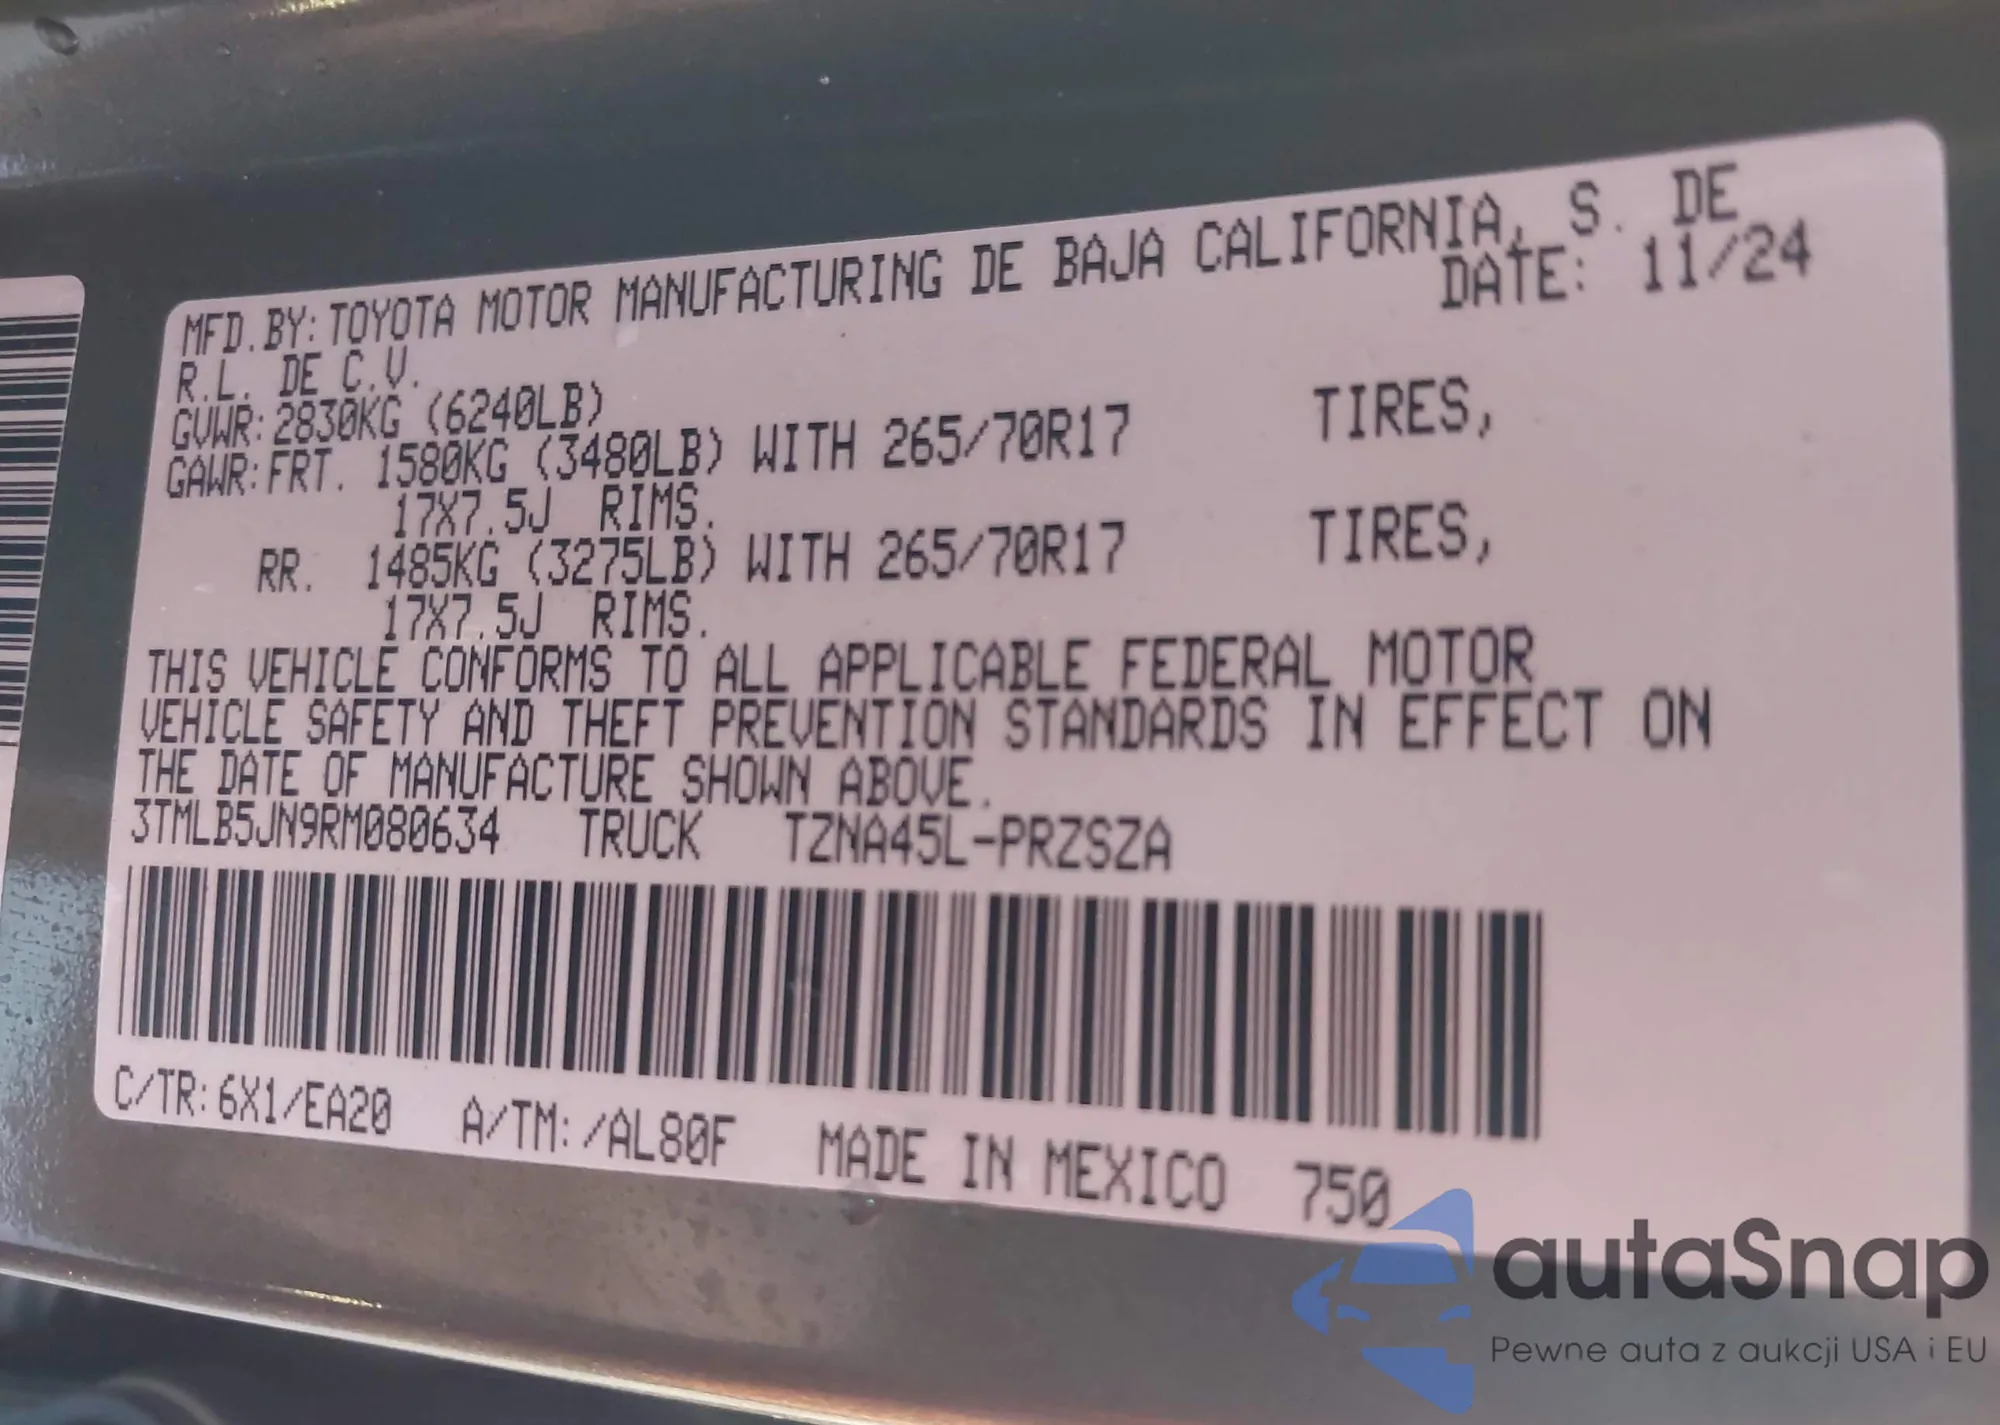 MFD.BY:TOYOTA MOTOR MANUFACTURING DE BAJA CALIFORNIA, S. DE
R.L. DE C.V. DATE: 11/24
GVWR:2830KG (6240LB)
GAWR:FRT. 1580KG (3480LB) WITH 265/70R17 TIRES,
17X7.5J RIMS.
RR. 1485KG (3275LB) WITH 265/70R17 TIRES,
17X7.5J RIMS.
THIS VEHICLE CONFORMS TO ALL APPLICABLE FEDERAL MOTOR
VEHICLE SAFETY AND THEFT PREVENTION STANDARDS IN EFFECT ON
THE DATE OF MANUFACTURE SHOWN ABOVE.
3TMLB5JN9RM080634 TRUCK TZNA45L-PRZSZA
C/TR:6X1/EA20 A/TM:/AL80F MADE IN MEXICO 750
autaSnap
Pewne auta z aukcji USA i EU